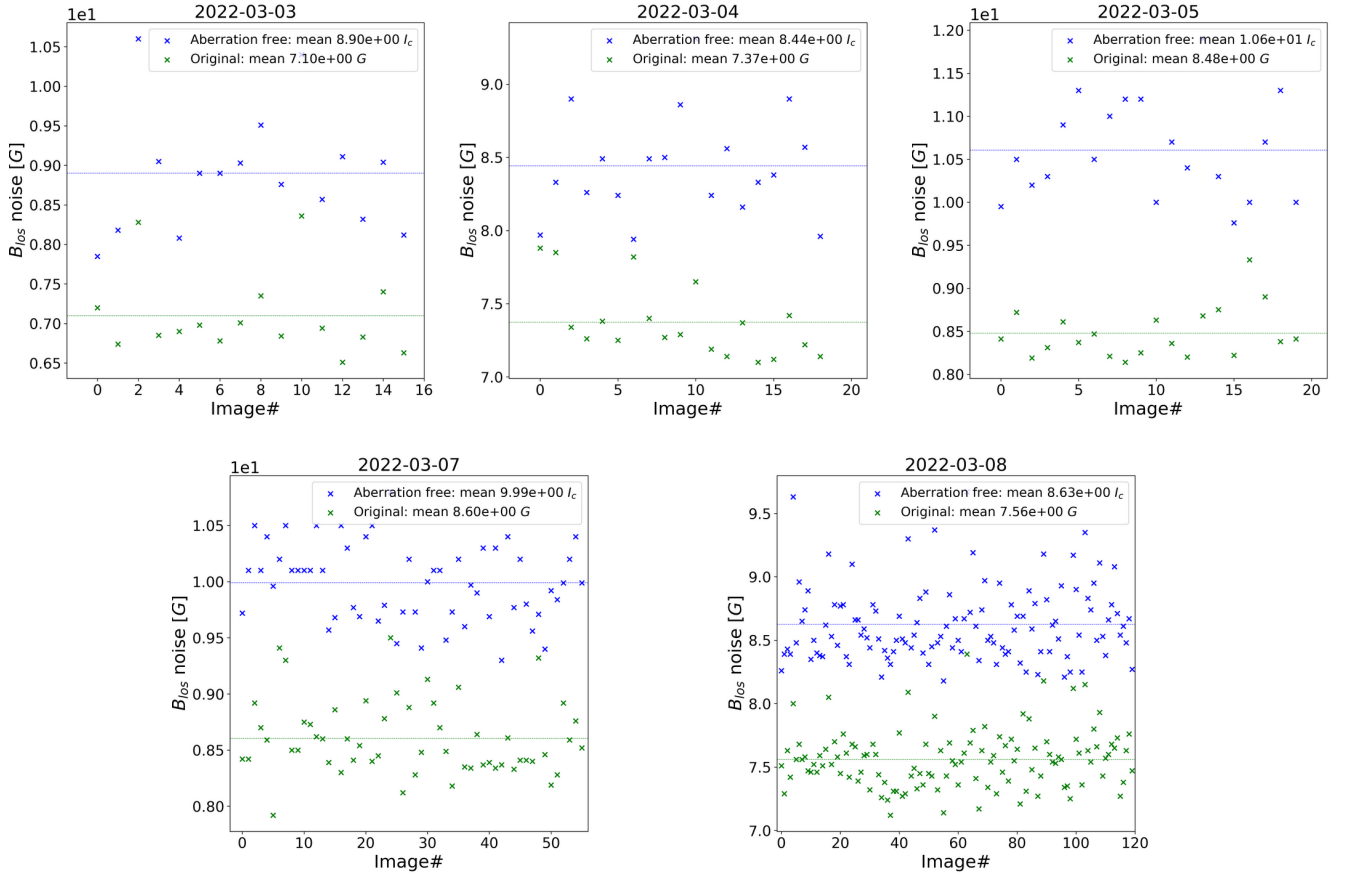 2022-03-03
1e1
Aberration free: mean 8.90e+00 I_c
Original: mean 7.10e+00 G
1.05
1.00
0.95
0.90
0.85
0.80
0.75
0.70
0.65
B_los noise [G]
0 2 4 6 8 10 12 14 16
Image#
2022-03-04
Aberration free: mean 8.44e+00 I_c
Original: mean 7.37e+00 G
9.0
8.5
8.0
7.5
7.0
B_los noise [G]
0 5 10 15 20
Image#
2022-03-05
1e1
Aberration free: mean 1.06e+01 I_c
Original: mean 8.48e+00 G
1.20
1.15
1.10
1.05
1.00
0.95
0.90
0.85
0.80
B_los noise [G]
0 5 10 15 20
Image#
2022-03-07
1e1
Aberration free: mean 9.99e+00 I_c
Original: mean 8.60e+00 G
1.05
1.00
0.95
0.90
0.85
0.80
B_los noise [G]
0 10 20 30 40 50
Image#
2022-03-08
Aberration free: mean 8.63e+00 I_c
Original: mean 7.56e+00 G
9.5
9.0
8.5
8.0
7.5
7.0
B_los noise [G]
0 20 40 60 80 100 120
Image#